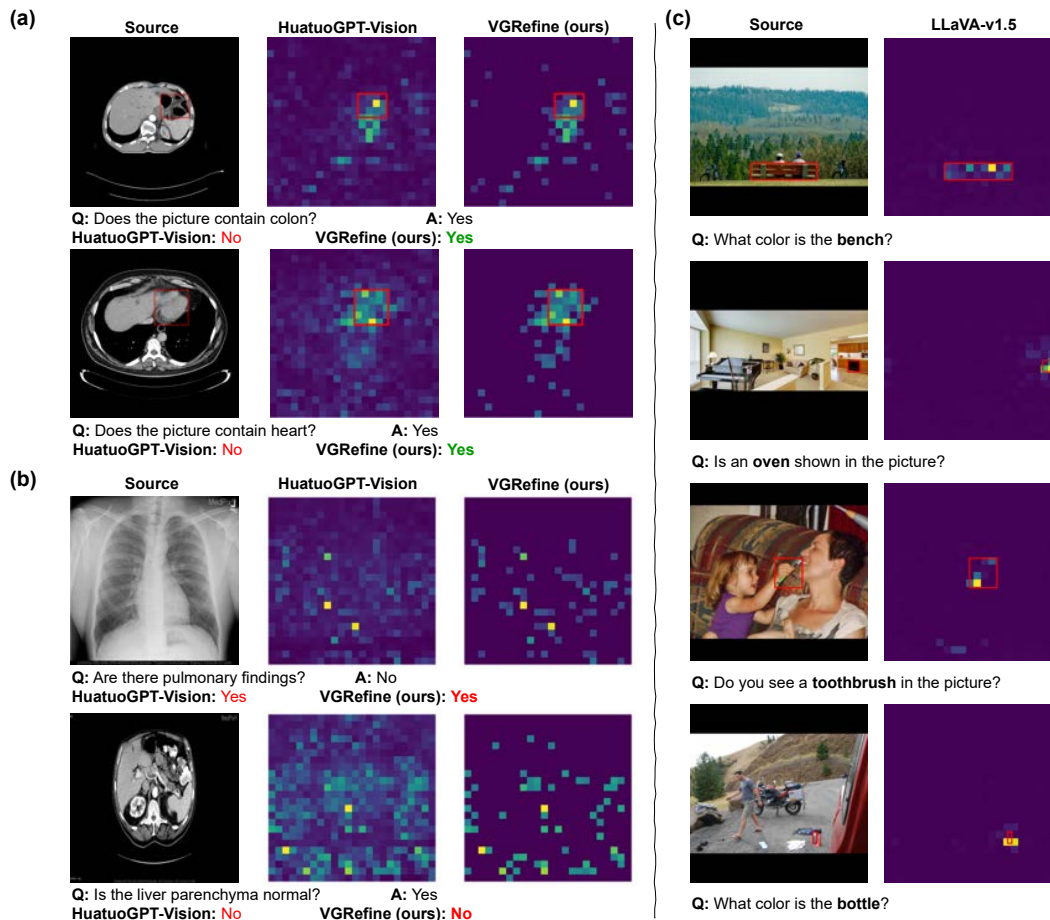 (a)
Source HuatuoGPT-Vision VGRefine (ours)
Q: Does the picture contain colon? A: Yes
HuatuoGPT-Vision: No VGRefine (ours): Yes
Q: Does the picture contain heart? A: Yes
HuatuoGPT-Vision: No VGRefine (ours): Yes
(b)
Source HuatuoGPT-Vision VGRefine (ours)
Q: Are there pulmonary findings? A: No
HuatuoGPT-Vision: Yes VGRefine (ours): Yes
Q: Is the liver parenchyma normal? A: Yes
HuatuoGPT-Vision: No VGRefine (ours): No
(c)
Source LLaVA-v1.5
Q: What color is the bench?
Q: Is an oven shown in the picture?
Q: Do you see a toothbrush in the picture?
Q: What color is the bottle?